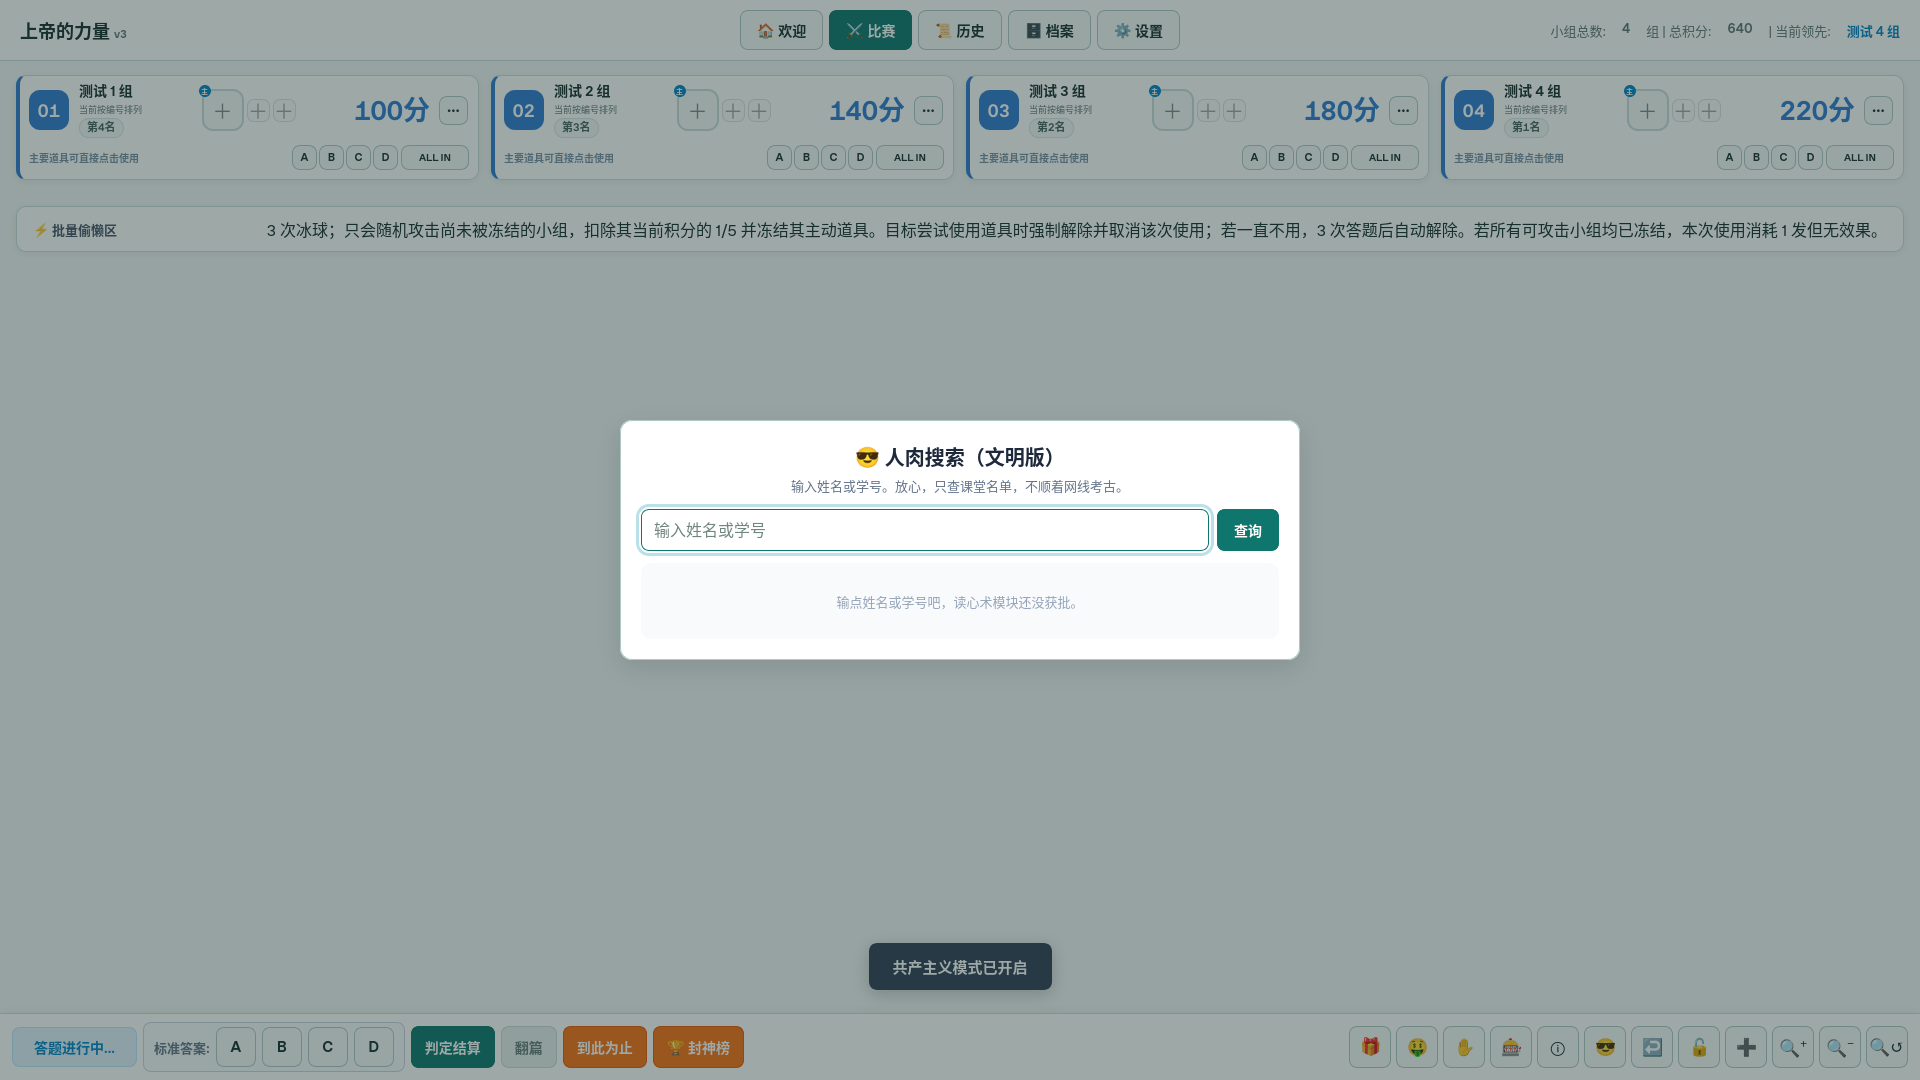 上帝的力量 v3
🏠 欢迎
⚔️ 比赛
📜 历史
🗄️ 档案
⚙️ 设置
小组总数: 4 组 | 总积分: 640 | 当前领先: 测试 4 组
01
测试 1 组
当前按编号排列
第4名
主
100分
···
主要道具可直接点击使用
A B C D ALL IN
02
测试 2 组
当前按编号排列
第3名
主
140分
···
主要道具可直接点击使用
A B C D ALL IN
03
测试 3 组
当前按编号排列
第2名
主
180分
···
主要道具可直接点击使用
A B C D ALL IN
04
测试 4 组
当前按编号排列
第1名
主
220分
···
主要道具可直接点击使用
A B C D ALL IN
⚡ 批量偷懒区
3 次冰球；只会随机攻击尚未被冻结的小组，扣除其当前积分的 1/5 并冻结其主动道具。目标尝试使用道具时强制解除并取消该次使用；若一直不用，3 次答题后自动解除。若所有可攻击小组均已冻结，本次使用消耗 1 发但无效果。
😎 人肉搜索（文明版）
输入姓名或学号。放心，只查课堂名单，不顺着网线考古。
输入姓名或学号
查询
输点姓名或学号吧，读心术模块还没获批。
共产主义模式已开启
答题进行中...
标准答案: A B C D
判定结算
翻篇
到此为止
🏆 封神榜